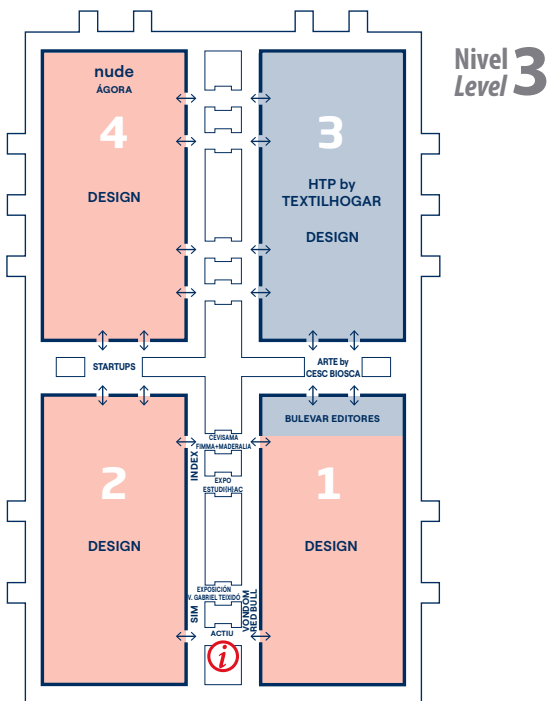 Nivel 3
Level
nude
ÁGORA
4
DESIGN
3
HTP by
TEXTILHOGAR
DESIGN
STARTUPS
ARTE by
CESC BIOSCA
BULEVAR EDITORES
CEVISAMA
FIMMA+MADERALIA
INDEX
EXPO
ESTUDI(H)AC
2
DESIGN
1
DESIGN
EXPOSICIÓN
V. GABRIEL TEIXIDÓ
SIM
VONDOM
RED BULL
ACTIU
i